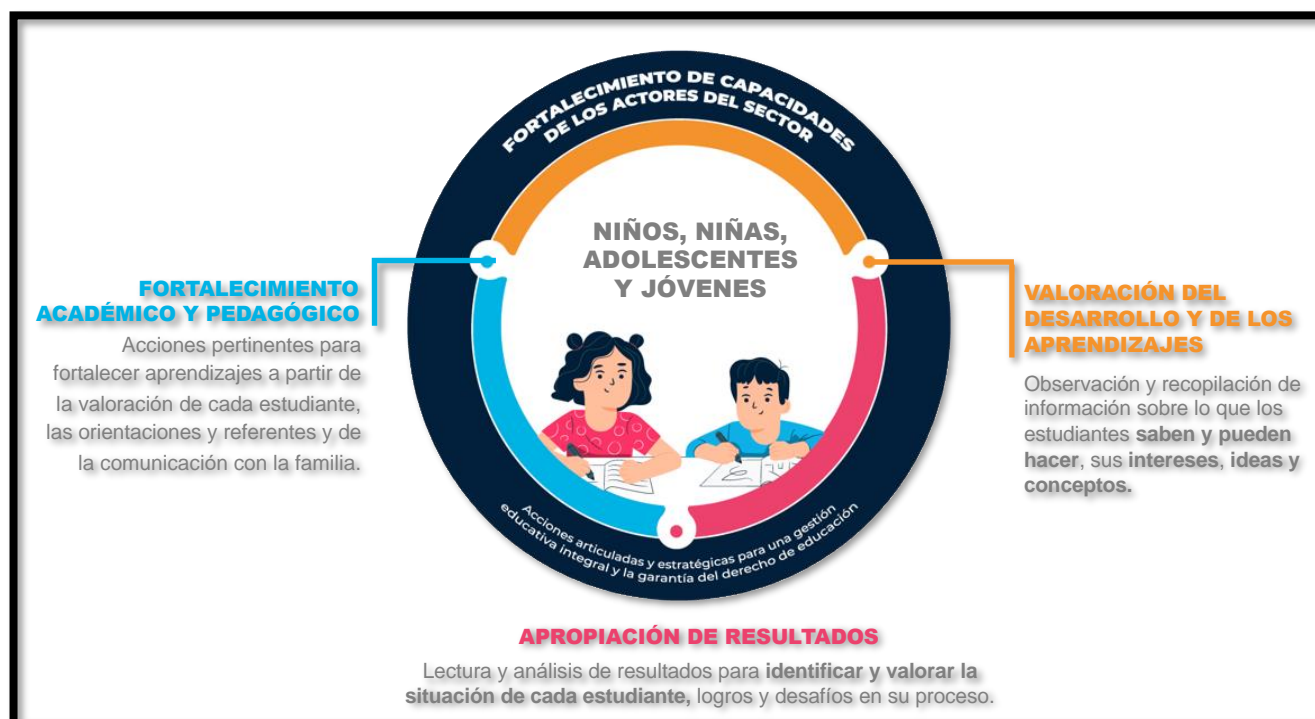 FORTALECIMIENTO DE CAPACIDADES
DE LOS ACTORES DEL SECTOR
NIÑOS, NIÑAS,
ADOLESCENTES
Y JÓVENES
FORTALECIMIENTO
ACADÉMICO Y PEDAGÓGICO
Acciones pertinentes para
fortalecer aprendizajes a partir de
la valoración de cada estudiante,
las orientaciones y referentes y de
la comunicación con la familia.
VALORACIÓN DEL
DESARROLLO Y DE LOS
APRENDIZAJES
Observación y recopilación de
información sobre lo que los
estudiantes saben y pueden
hacer, sus intereses, ideas y
conceptos.
Acciones articuladas y estratégicas para una gestión
educativa integral y la garantía del derecho de educación
APROPIACIÓN DE RESULTADOS
Lectura y análisis de resultados para identificar y valorar la
situación de cada estudiante, logros y desafíos en su proceso.